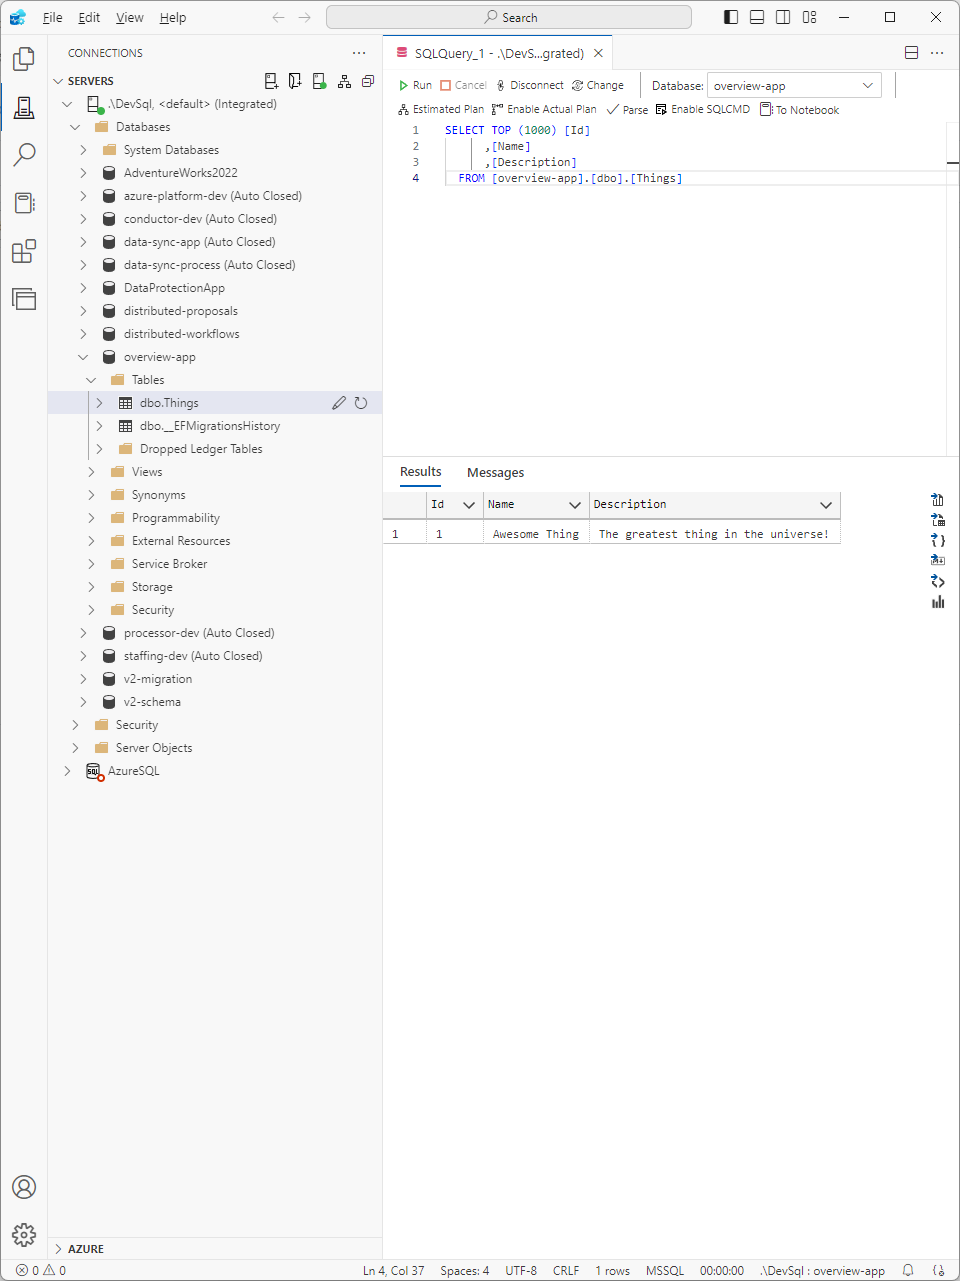 File Edit View Help
Search
CONNECTIONS
SERVERS
.\DevSql, <default> (Integrated)
Databases
System Databases
AdventureWorks2022
azure-platform-dev (Auto Closed)
conductor-dev (Auto Closed)
data-sync-app (Auto Closed)
data-sync-process (Auto Closed)
DataProtectionApp
distributed-proposals
distributed-workflows
overview-app
Tables
dbo.Things
dbo.__EFMigrationsHistory
Dropped Ledger Tables
Views
Synonyms
Programmability
External Resources
Service Broker
Storage
Security
processor-dev (Auto Closed)
staffing-dev (Auto Closed)
v2-migration
v2-schema
Security
Server Objects
AzureSQL
AZURE
SQLQuery_1 - .\DevS...grated)
Run Cancel Disconnect Change Database: overview-app
Estimated Plan Enable Actual Plan Parse Enable SQLCMD To Notebook
1 SELECT TOP (1000) [Id]
2 ,[Name]
3 ,[Description]
4 FROM [overview-app].[dbo].[Things]
Results Messages
Id Name Description
1 1 Awesome Thing The greatest thing in the universe!
0 0 Ln 4, Col 37 Spaces: 4 UTF-8 CRLF 1 rows MSSQL 00:00:00 .\DevSql : overview-app